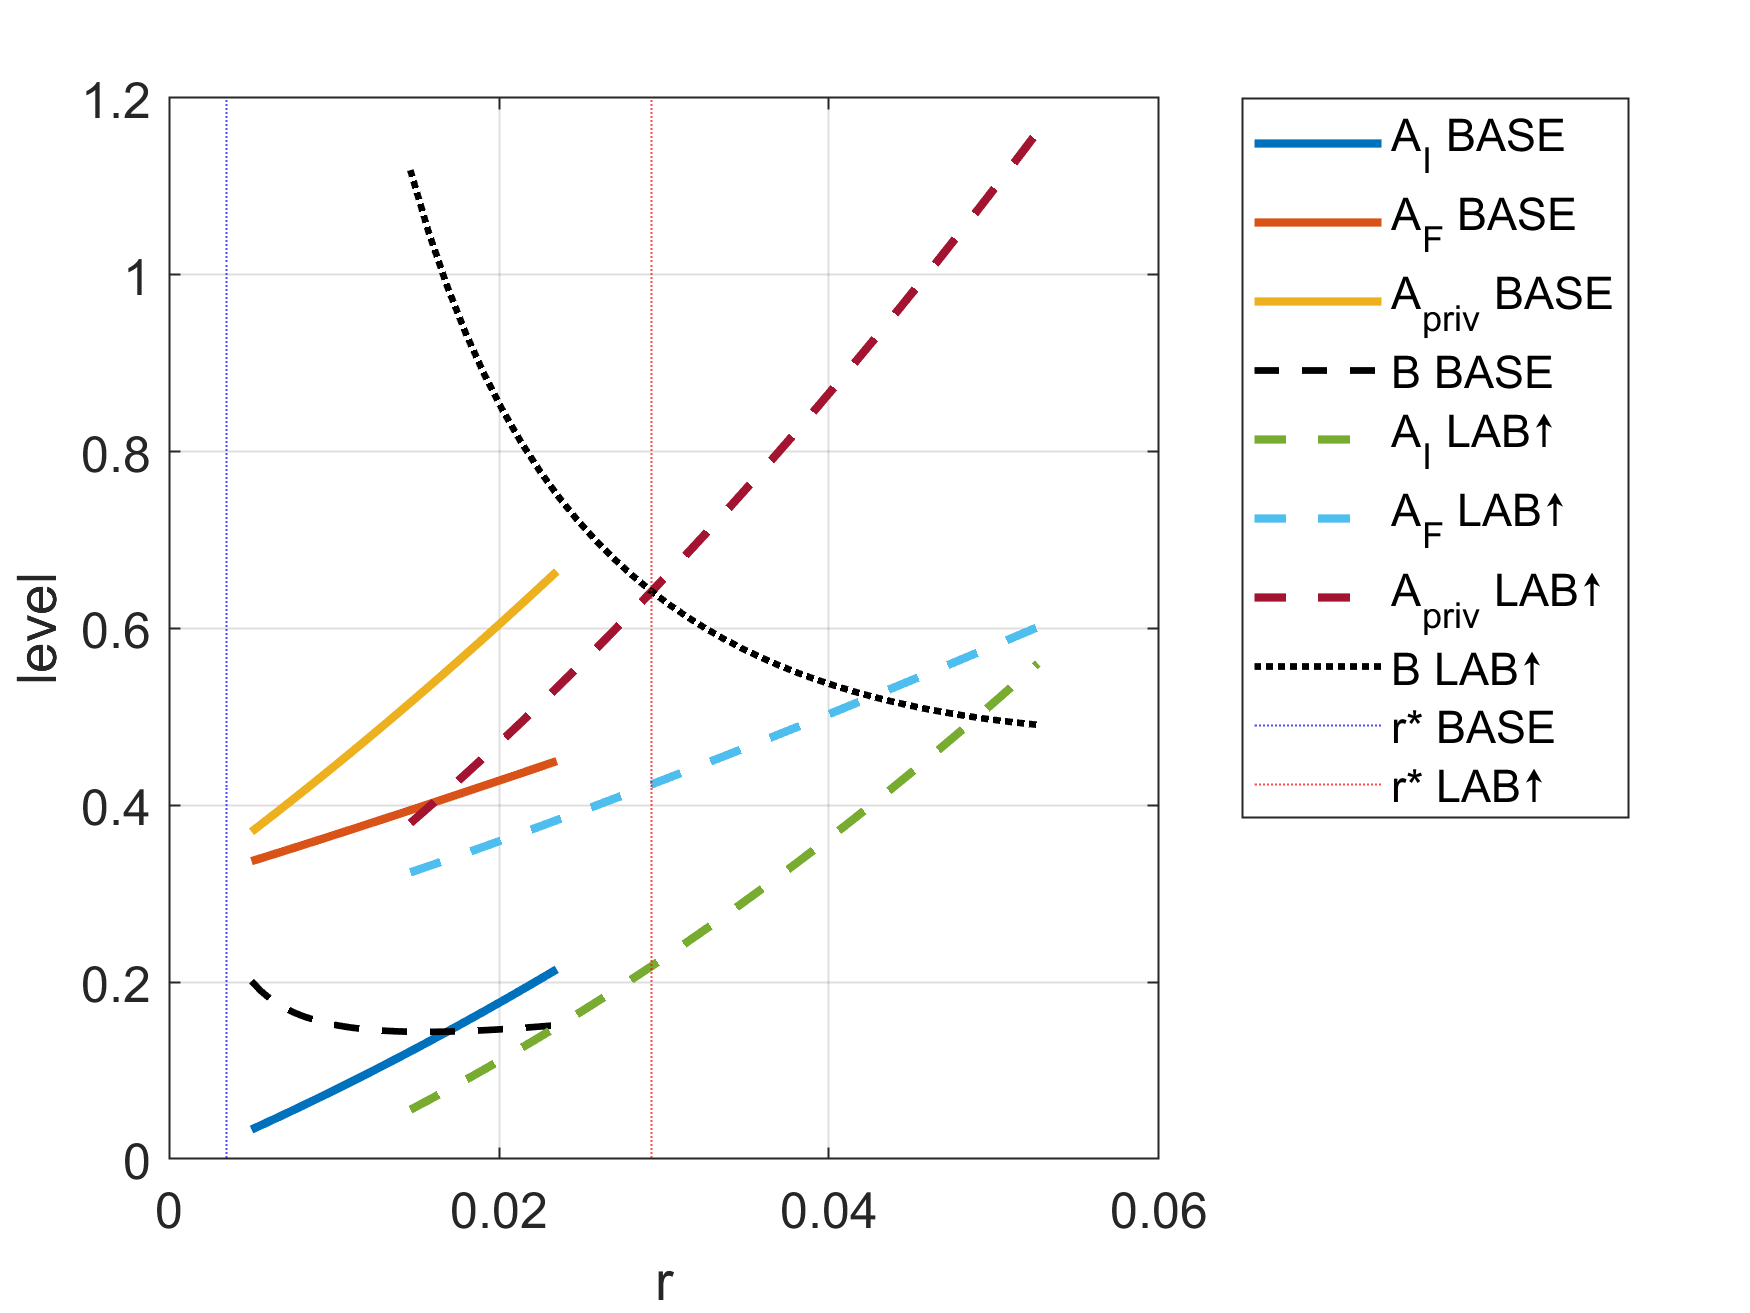 1.2
1
0.8
0.6
0.4
0.2
0
0 0.02 0.04 0.06
level
r
A_I BASE
A_F BASE
A_priv BASE
B BASE
A_I LAB↑
A_F LAB↑
A_priv LAB↑
B LAB↑
r* BASE
r* LAB↑